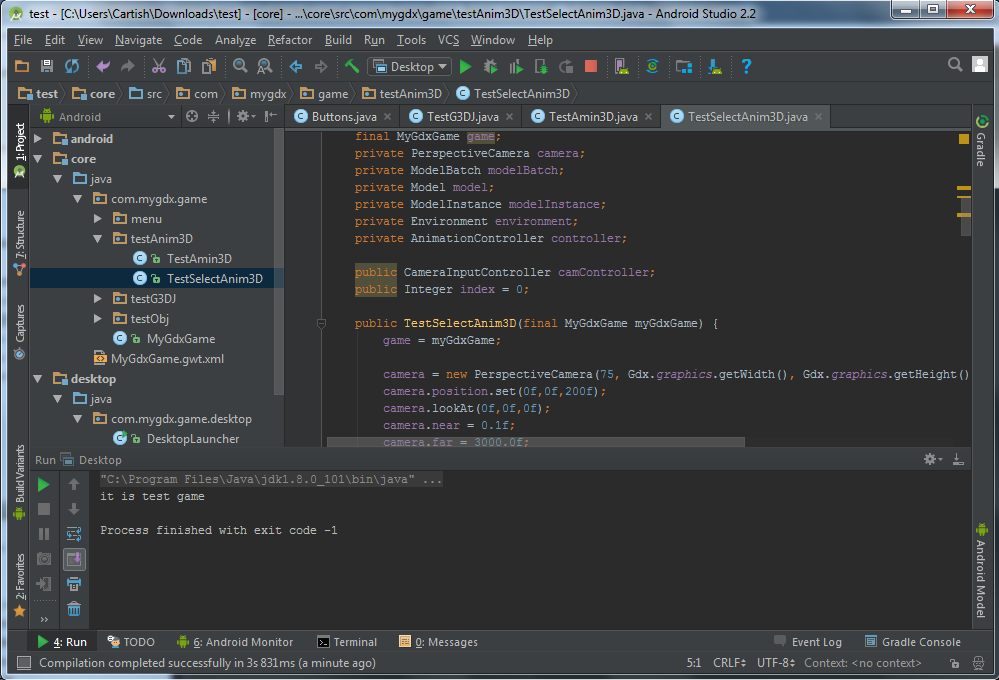 test - [C:\Users\Cartish\Downloads\test] - [core] - ...\core\src\com\mygdx\game\testAnim3D\TestSelectAnim3D.java - Android Studio 2.2
File Edit View Navigate Code Analyze Refactor Build Run Tools VCS Window Help
Desktop
test core src com mygdx game testAnim3D TestSelectAnim3D
Android
Buttons.java TestG3DJ.java TestAmin3D.java TestSelectAnim3D.java
1: Project
7: Structure
Captures
Build Variants
2: Favorites
android
core
java
com.mygdx.game
menu
testAnim3D
TestAmin3D
TestSelectAnim3D
testG3DJ
testObj
MyGdxGame
MyGdxGame.gwt.xml
desktop
java
com.mygdx.game.desktop
DesktopLauncher
final MyGdxGame game;
private PerspectiveCamera camera;
private ModelBatch modelBatch;
private Model model;
private ModelInstance modelInstance;
private Environment environment;
private AnimationController controller;
public CameraInputController camController;
public Integer index = 0;
public TestSelectAnim3D(final MyGdxGame myGdxGame) {
game = myGdxGame;
camera = new PerspectiveCamera(75, Gdx.graphics.getWidth(), Gdx.graphics.getHeight()
camera.position.set(0f,0f,200f);
camera.lookAt(0f,0f,0f);
camera.near = 0.1f;
camera.far = 3000.0f;
Gradle
Android Model
Run Desktop
"C:\Program Files\Java\jdk1.8.0_101\bin\java" ...
it is test game
Process finished with exit code -1
4: Run TODO 6: Android Monitor Terminal 0: Messages Event Log Gradle Console
Compilation completed successfully in 3s 831ms (a minute ago) 5:1 CRLF UTF-8 Context: <no context>